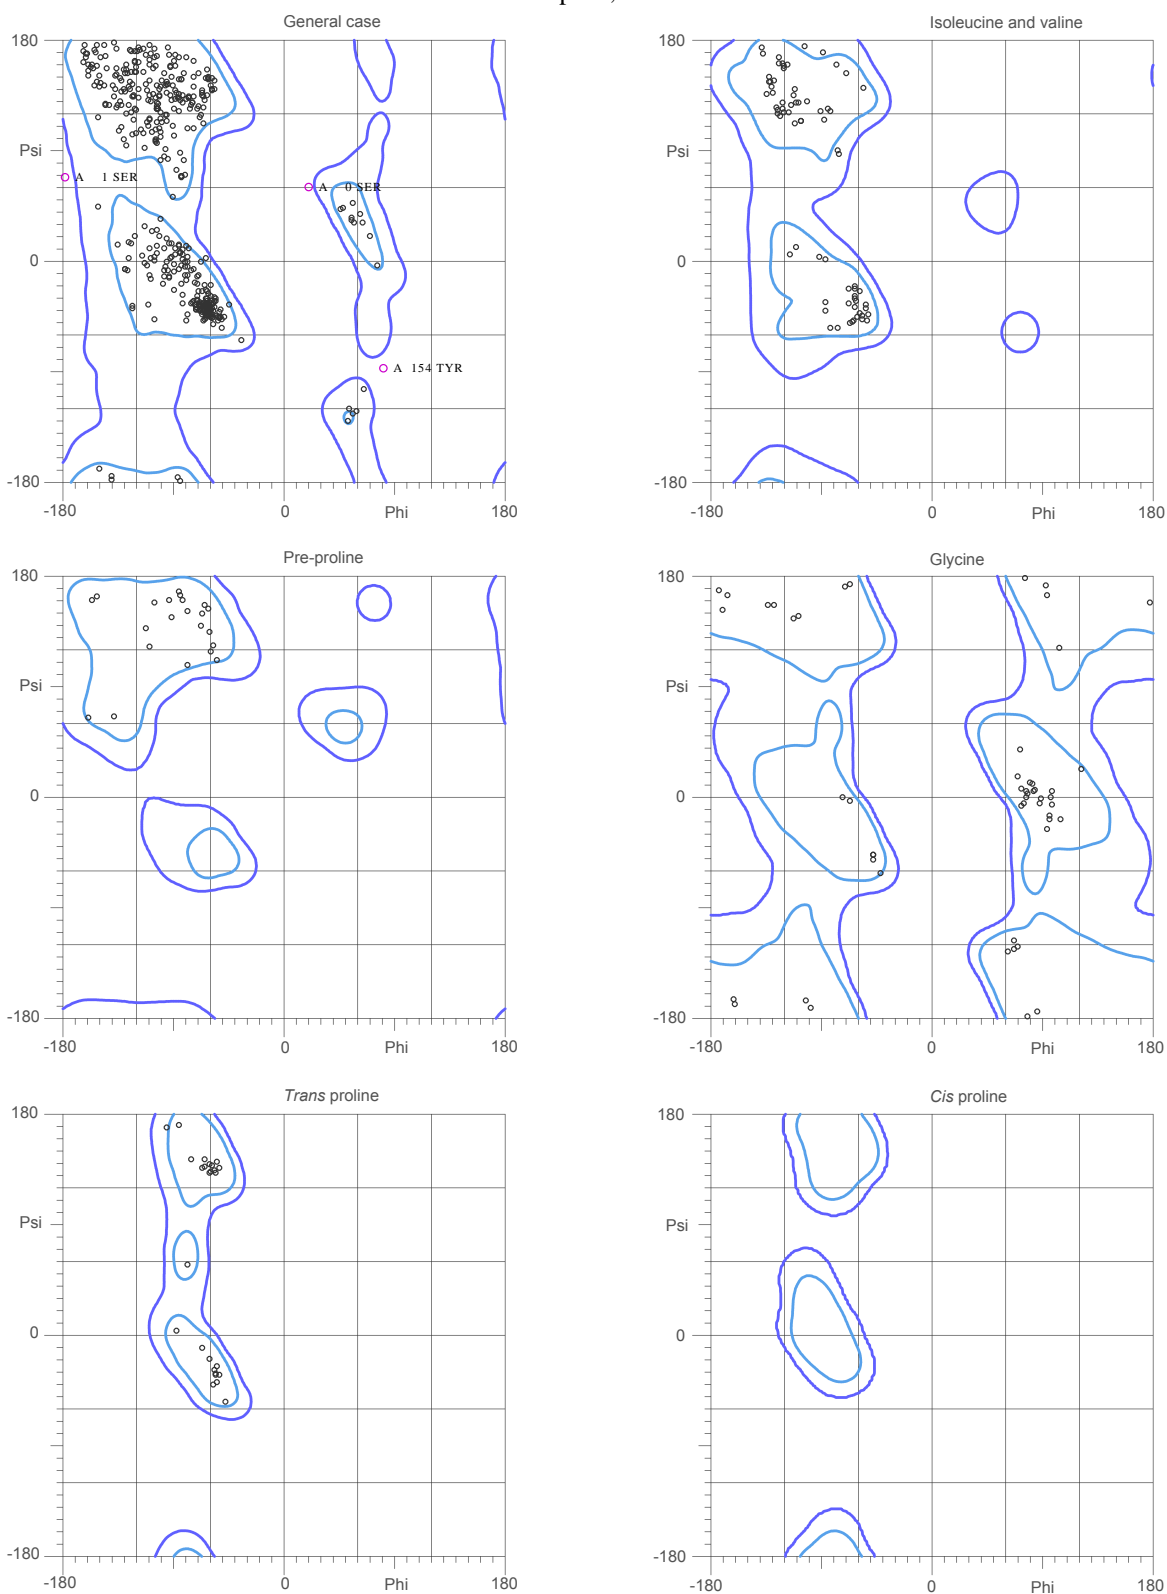 General case
Isoleucine and valine
180
180
A 1 SER
A 0 SER
A 154 TYR
Psi
Psi
0
0
-180
-180
-180 0 Phi 180
-180 0 Phi 180
Pre-proline
Glycine
180
180
Psi
Psi
0
0
-180
-180
-180 0 Phi 180
-180 0 Phi 180
Trans proline
Cis proline
180
180
Psi
Psi
0
0
-180
-180
-180 0 Phi 180
-180 0 Phi 180